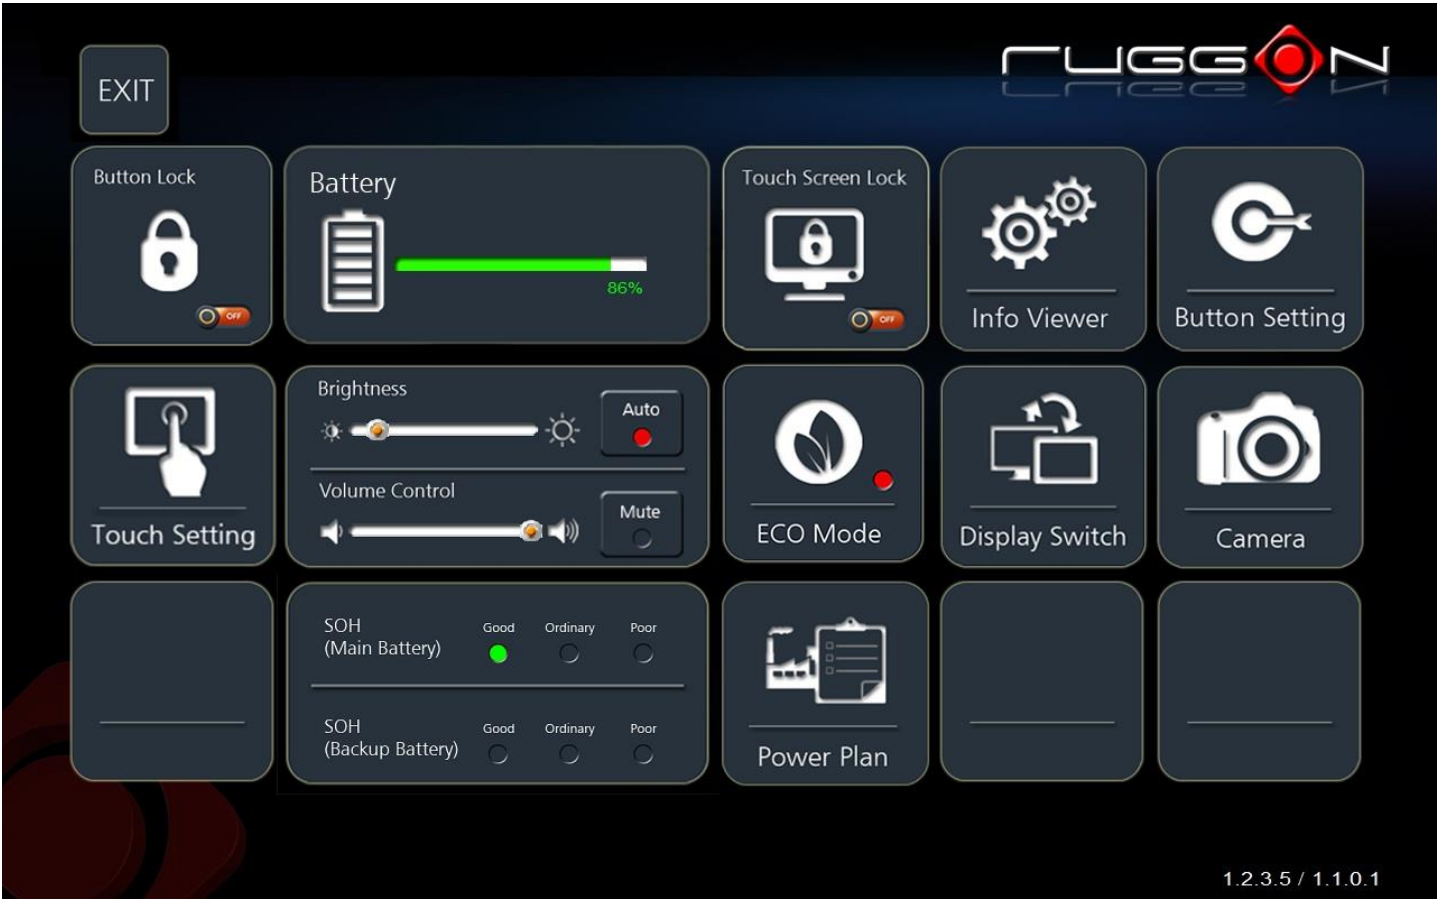 EXIT
ruggon
Button Lock
OFF
Battery
86%
Touch Screen Lock
OFF
Info Viewer
Button Setting
Touch Setting
Brightness
Auto
Volume Control
Mute
ECO Mode
Display Switch
Camera
SOH
(Main Battery)
Good Ordinary Poor
SOH
(Backup Battery)
Good Ordinary Poor
Power Plan
1.2.3.5 / 1.1.0.1